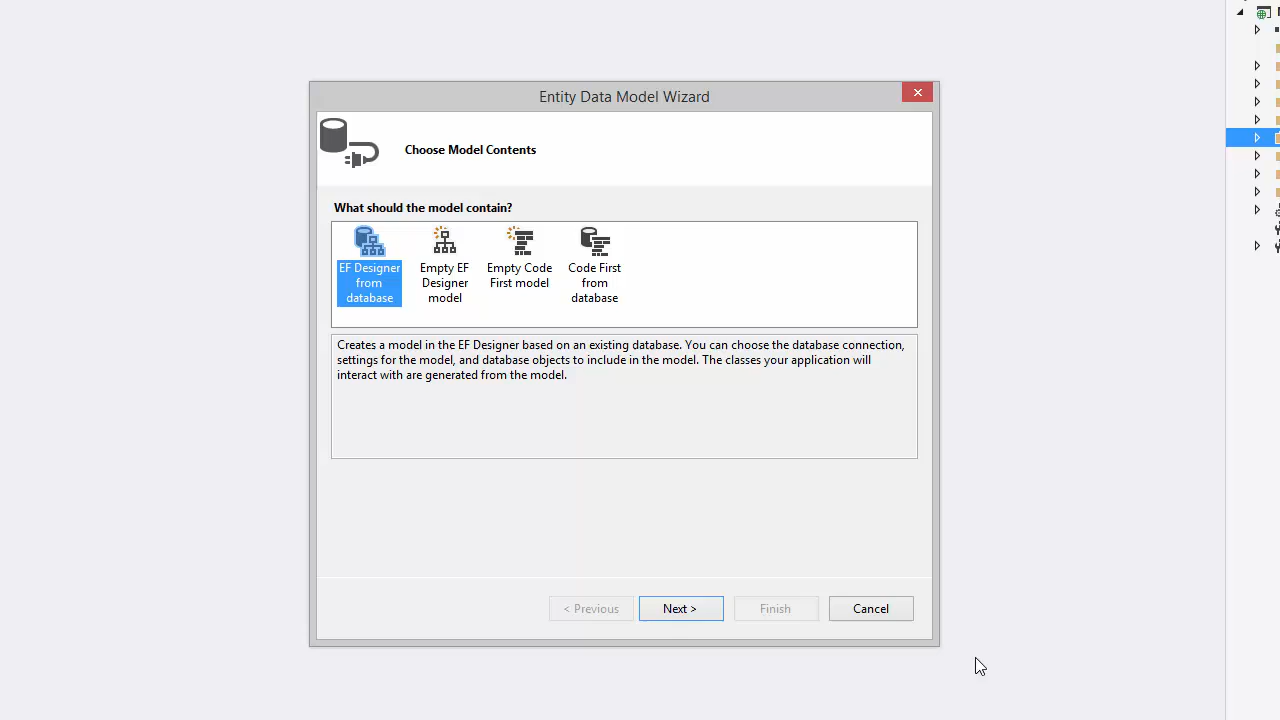 Entity Data Model Wizard
Choose Model Contents
What should the model contain?
EF Designer
from
database
Empty EF
Designer
model
Empty Code
First model
Code First
from
database
Creates a model in the EF Designer based on an existing database. You can choose the database connection,
settings for the model, and database objects to include in the model. The classes your application will
interact with are generated from the model.
< Previous
Next >
Finish
Cancel